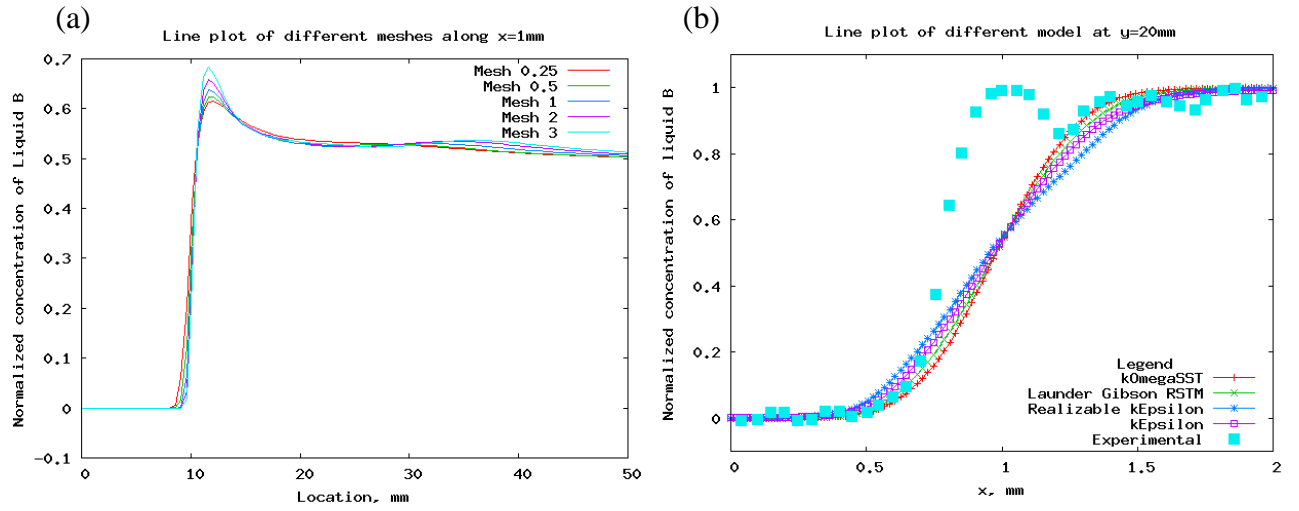 (a)
Line plot of different meshes along x=1mm
Normalized concentration of Liquid B
0.7
0.6
0.5
0.4
0.3
0.2
0.1
0
-0.1
Mesh 0.25
Mesh 0.5
Mesh 1
Mesh 2
Mesh 3
0 10 20 30 40 50
Location, mm
(b)
Line plot of different model at y=20mm
Normalized concentration of liquid B
1
0.8
0.6
0.4
0.2
0
Legend
kOmegaSST
Launder Gibson RSTM
Realizable kEpsilon
kEpsilon
Experimental
0 0.5 1 1.5 2
x, mm